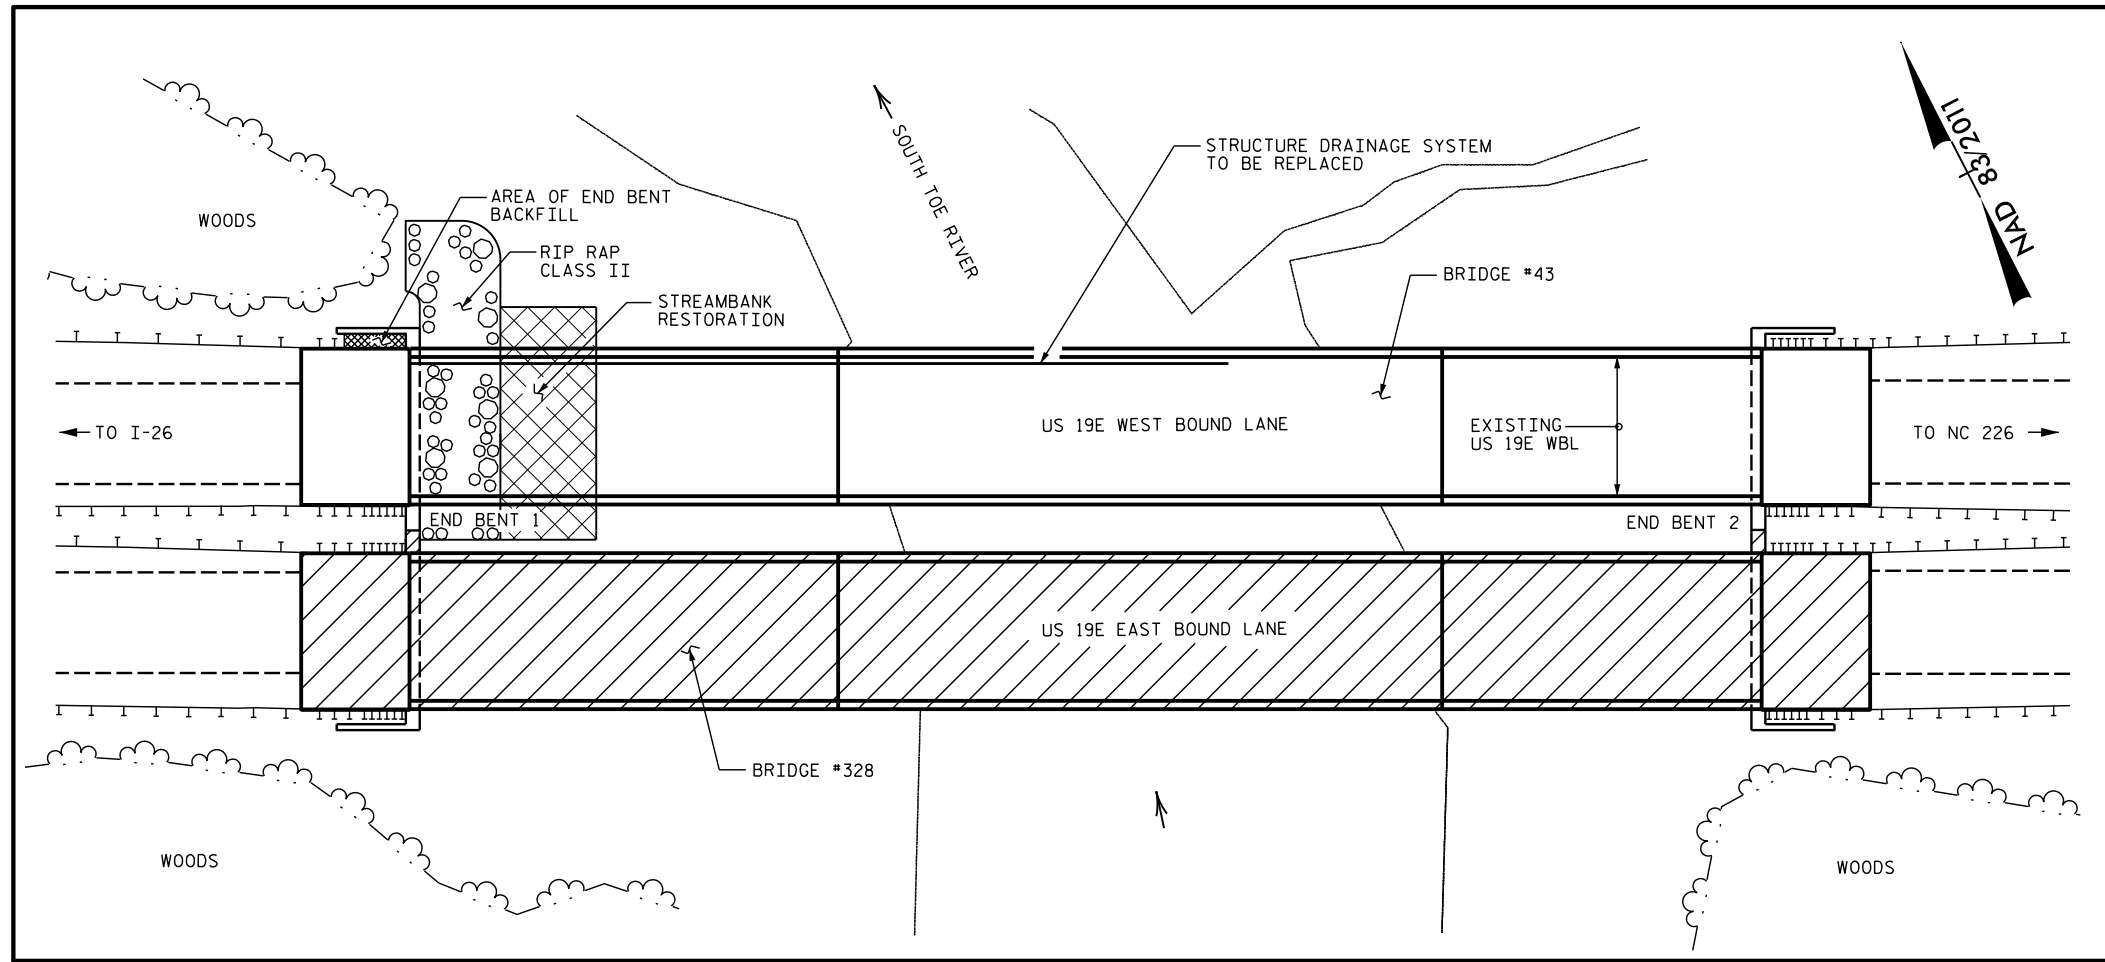 NAD 83/2011
SOUTH TOE RIVER
STRUCTURE DRAINAGE SYSTEM
TO BE REPLACED
AREA OF END BENT
BACKFILL
WOODS
RIP RAP
CLASS II
BRIDGE #43
STREAMBANK
RESTORATION
TO I-26
US 19E WEST BOUND LANE
EXISTING
US 19E WBL
TO NC 226
END BENT 1
END BENT 2
US 19E EAST BOUND LANE
BRIDGE #328
WOODS
WOODS